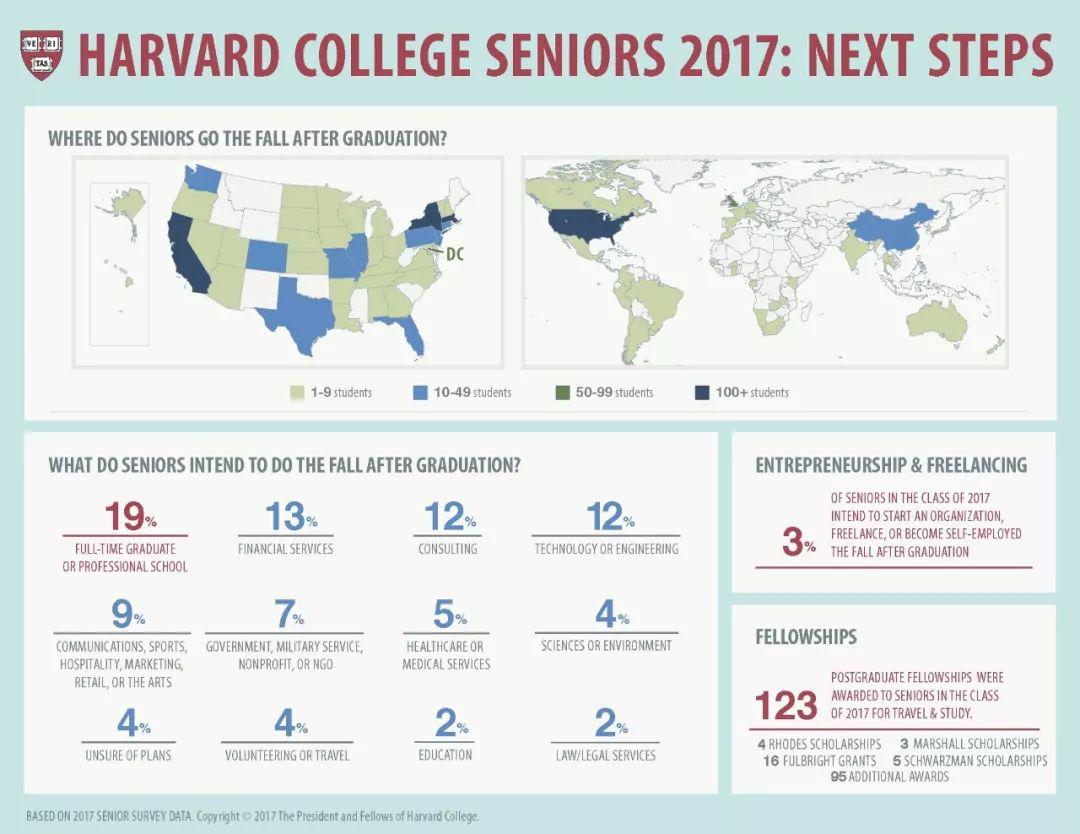 VE RI
TAS
HARVARD COLLEGE SENIORS 2017: NEXT STEPS
WHERE DO SENIORS GO THE FALL AFTER GRADUATION?
DC
1-9 students
10-49 students
50-99 students
100+ students
WHAT DO SENIORS INTEND TO DO THE FALL AFTER GRADUATION?
19%
FULL-TIME GRADUATE
OR PROFESSIONAL SCHOOL
13%
FINANCIAL SERVICES
12%
CONSULTING
12%
TECHNOLOGY OR ENGINEERING
9%
COMMUNICATIONS, SPORTS,
HOSPITALITY, MARKETING,
RETAIL, OR THE ARTS
7%
GOVERNMENT, MILITARY SERVICE,
NONPROFIT, OR NGO
5%
HEALTHCARE OR
MEDICAL SERVICES
4%
SCIENCES OR ENVIRONMENT
4%
UNSURE OF PLANS
4%
VOLUNTEERING OR TRAVEL
2%
EDUCATION
2%
LAW/LEGAL SERVICES
ENTREPRENEURSHIP & FREELANCING
3%
OF SENIORS IN THE CLASS OF 2017
INTEND TO START AN ORGANIZATION,
FREELANCE, OR BECOME SELF-EMPLOYED
THE FALL AFTER GRADUATION
FELLOWSHIPS
123
POSTGRADUATE FELLOWSHIPS WERE
AWARDED TO SENIORS IN THE CLASS
OF 2017 FOR TRAVEL & STUDY.
4 RHODES SCHOLARSHIPS 3 MARSHALL SCHOLARSHIPS
16 FULBRIGHT GRANTS 5 SCHWARZMAN SCHOLARSHIPS
95 ADDITIONAL AWARDS
BASED ON 2017 SENIOR SURVEY DATA. Copyright © 2017 The President and Fellows of Harvard College.